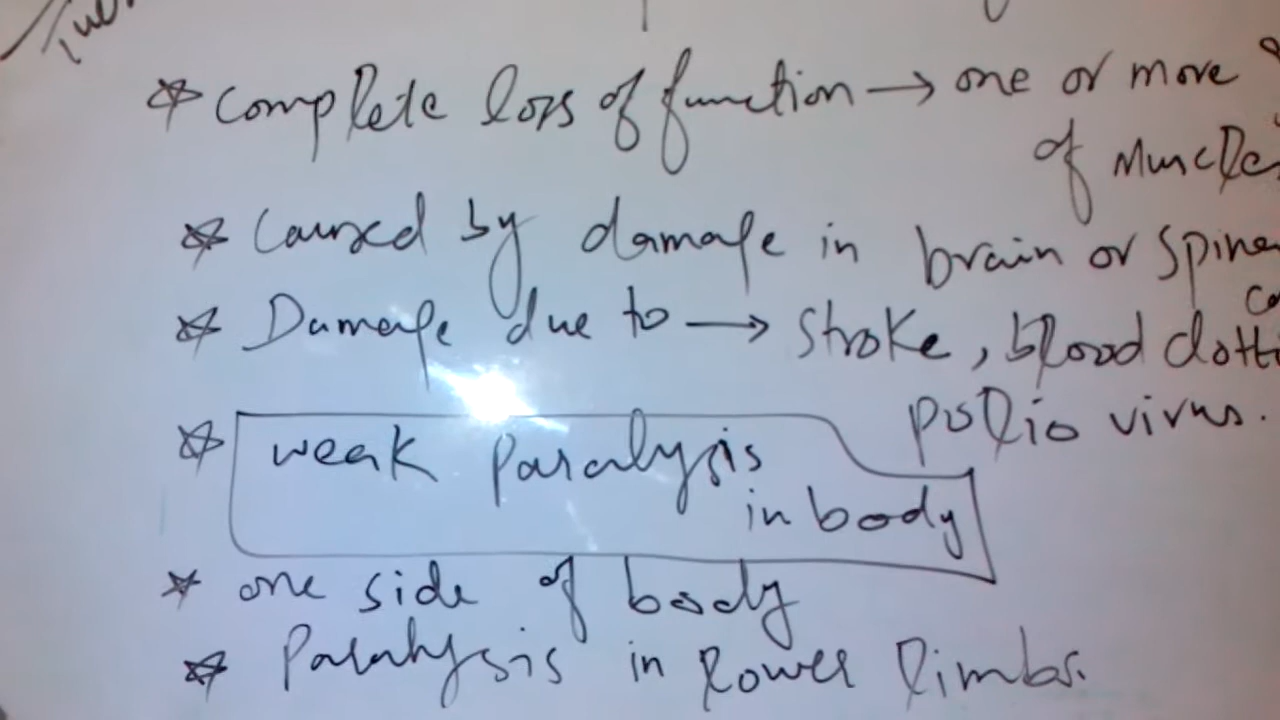 * Complete loss of function → one or more
of Muscle
* Caused by damage in brain or Spine
* Damage due to → Stroke, blood clotti
polio virus.
* weak Paralysis
in body
* one side of body
* Paralysis in lower limbs.